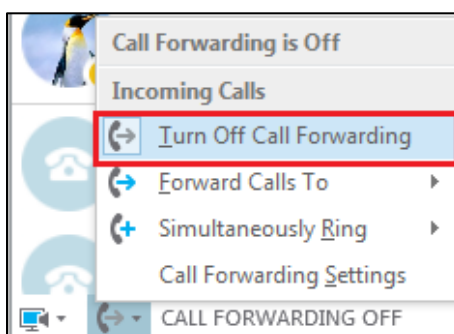 Call Forwarding is Off
Incoming Calls
Turn Off Call Forwarding
Forward Calls To
Simultaneously Ring
Call Forwarding Settings
CALL FORWARDING OFF